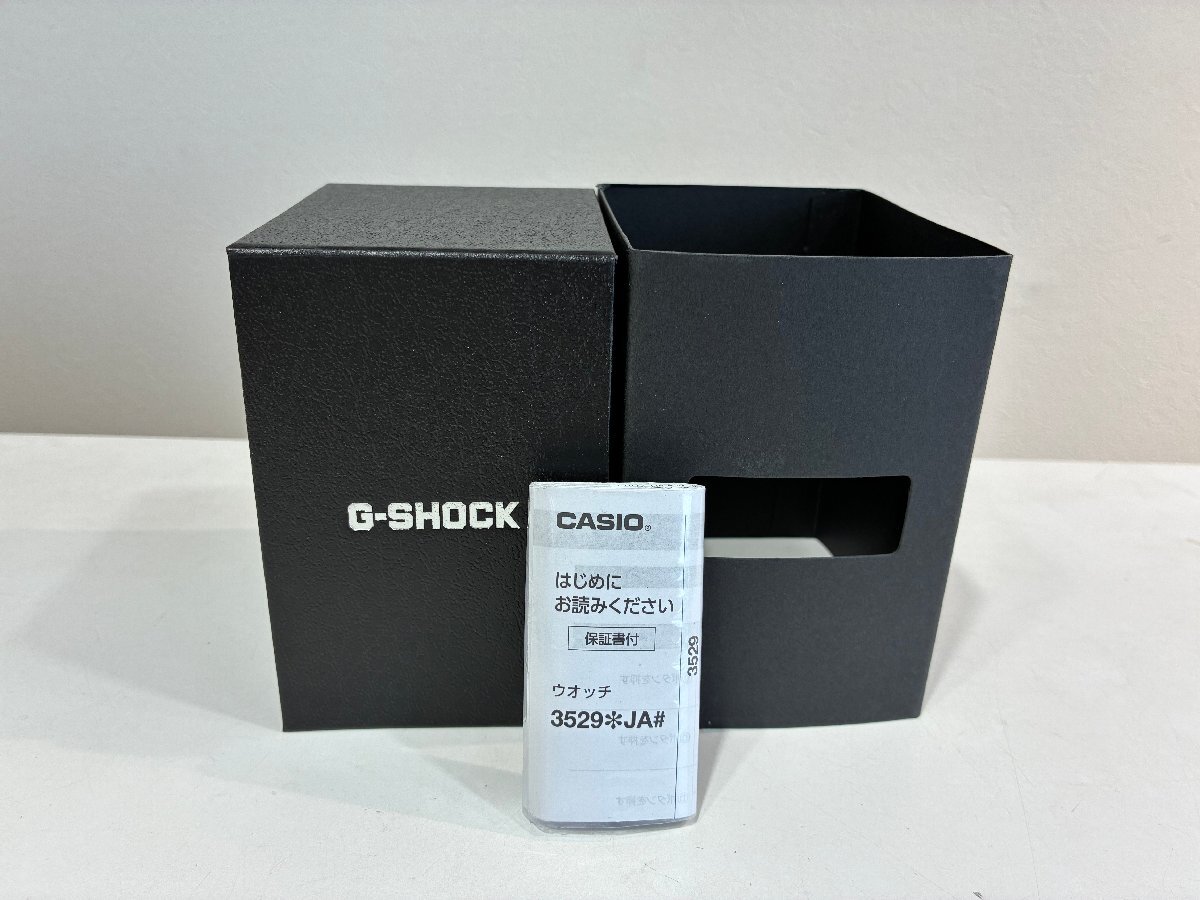 G-SHOCK
CASIO®
はじめに
お読みください
保証書付
ウオッチ
3529✻JA#
3529